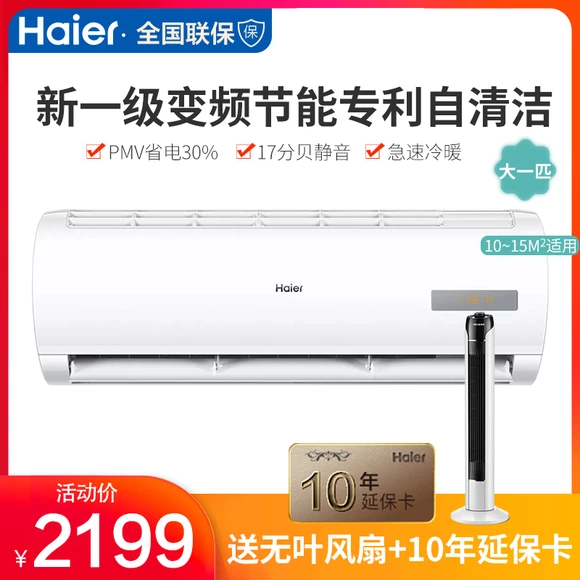 Haier · 全国联保 保
新一级变频节能专利自清洁
PMV省电30% 17分贝静音 急速冷暖
大一匹
10~15M²适用
Haier
Haier
10年
延保卡
活动价
¥2199
送无叶风扇+10年延保卡